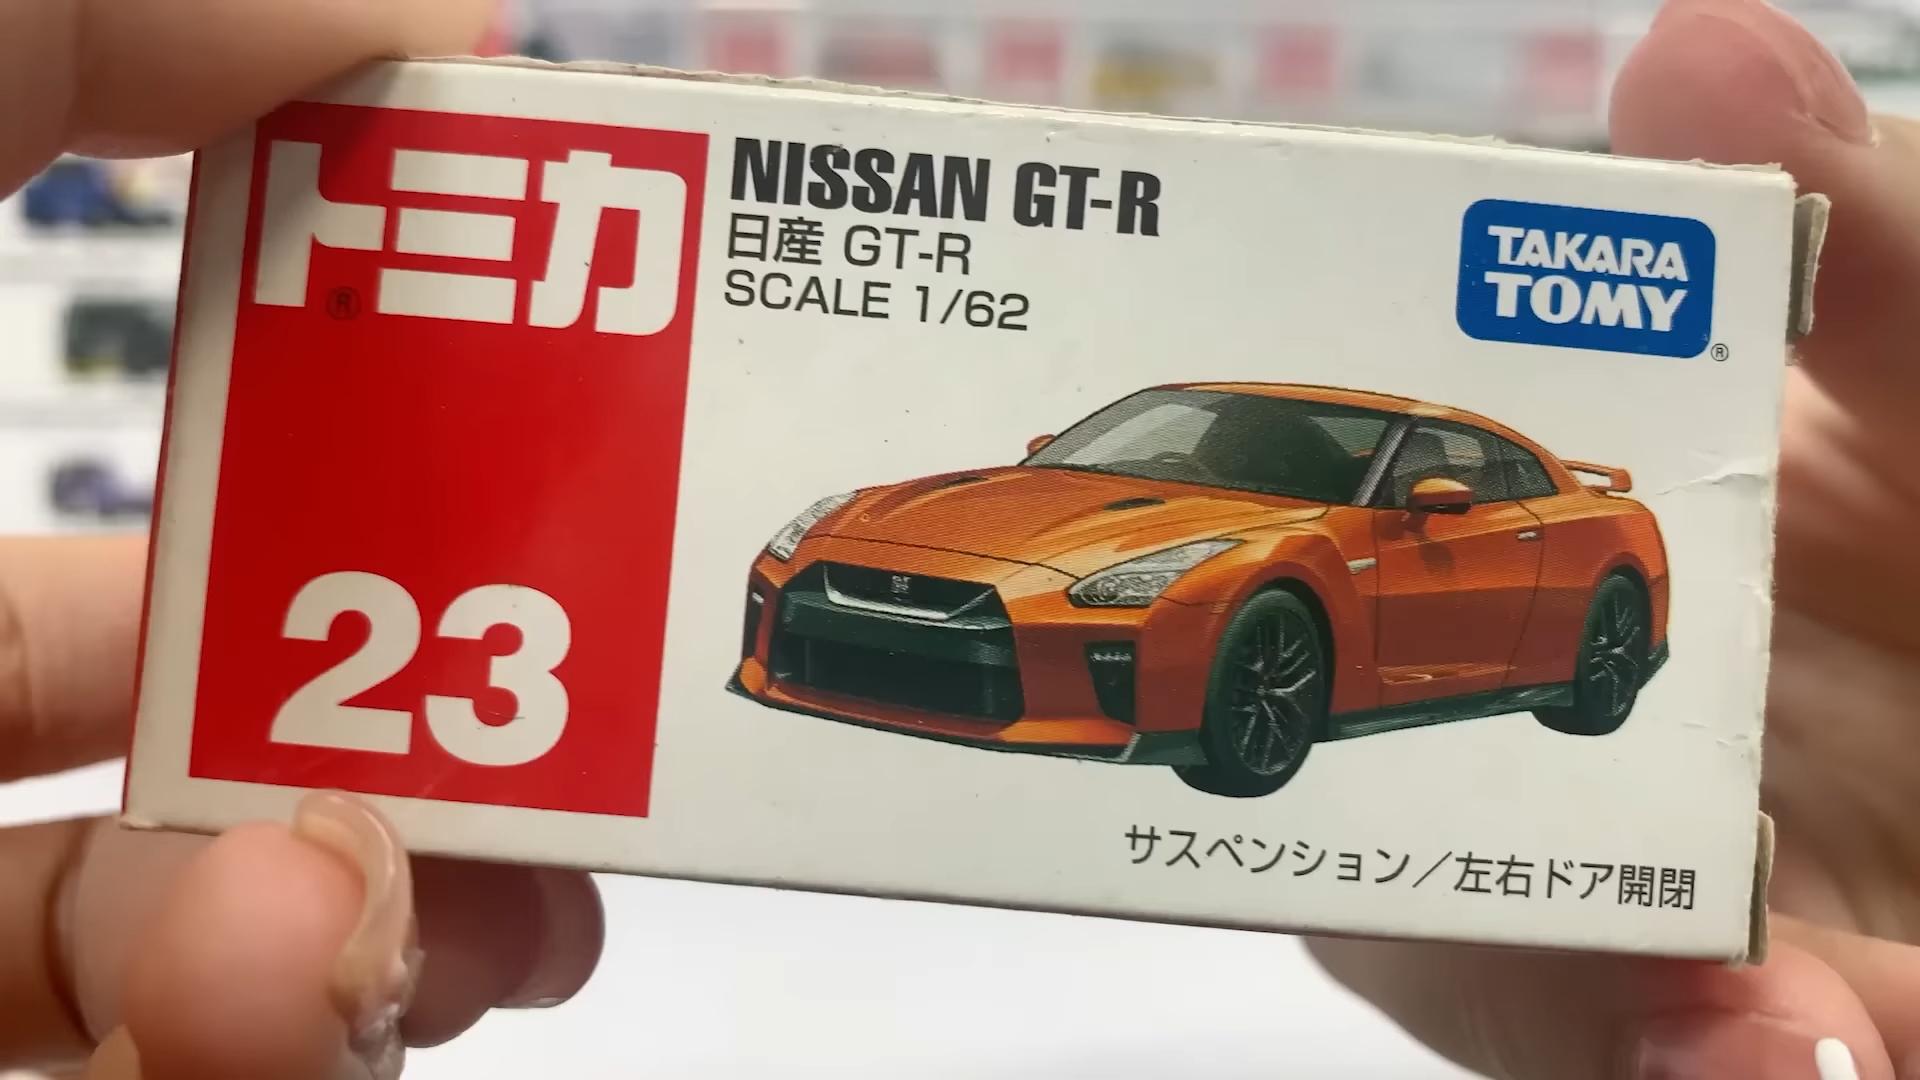 トミカ
®
23
NISSAN GT-R
日産 GT-R
SCALE 1/62
TAKARA
TOMY
®
サスペンション／左右ドア開閉